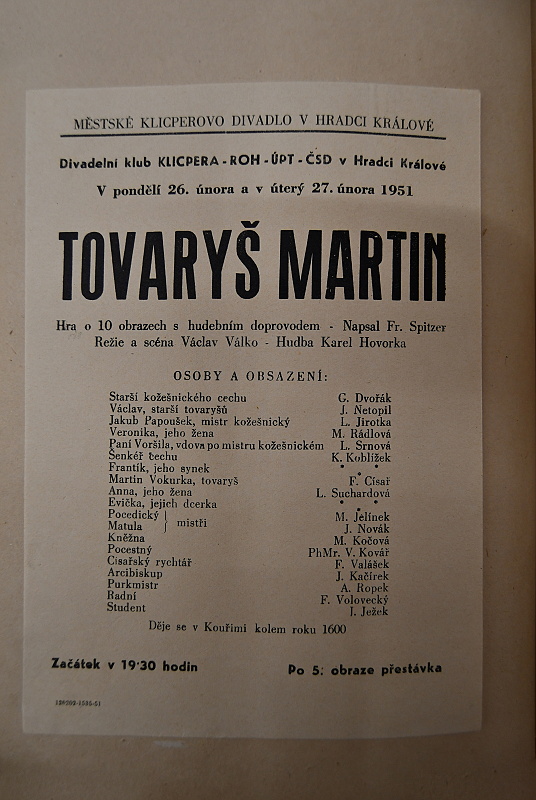 MĚSTSKÉ KLICPEROVO DIVADLO V HRADCI KRÁLOVÉ
Divadelní klub KLICPERA - ROH - ÚPT - ČSD v Hradci Králové
V pondělí 26. února a v úterý 27. února 1951
TOVARYŠ MARTIN
Hra o 10 obrazech s hudebním doprovodem - Napsal Fr. Spitzer
Režie a scéna Václav Válko - Hudba Karel Hovorka
OSOBY A OBSAZENÍ:
Starší kožešnického cechu G. Dvořák
Václav, starší tovaryšů J. Netopil
Jakub Papoušek, mistr kožešnický L. Jirotka
Veronika, jeho žena M. Rádlová
Paní Voršila, vdova po mistru kožešnickém L. Srnová
Šenkéř cechu K. Koblížek
Frantík, jeho synek * * *
Martin Vokurka, tovaryš F. Císař
Anna, jeho žena L. Suchardová
Evička, jejich dcerka * * *
Pocedický } mistři M. Jelínek
Matula } J. Novák
Kněžna M. Kočová
Pocestný PhMr. V. Kovář
Císařský rychtář F. Valášek
Arcibiskup J. Kačírek
Purkmistr A. Ropek
Radní F. Volovecký
Student J. Ježek
Děje se v Kouřimi kolem roku 1600
Začátek v 19·30 hodin Po 5. obraze přestávka